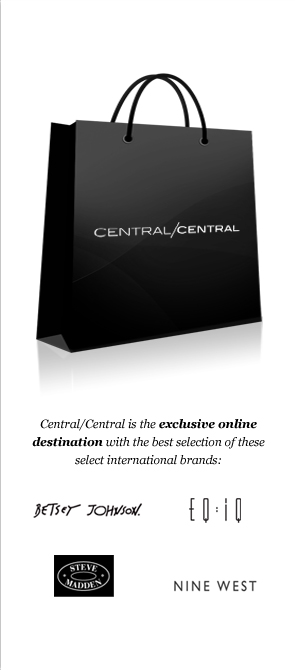 CENTRAL/CENTRAL
Central/Central is the exclusive online
destination with the best selection of these
select international brands:
BETSEY JOHNSON.
EQ:IQ
STEVE
MADDEN
NINE WEST